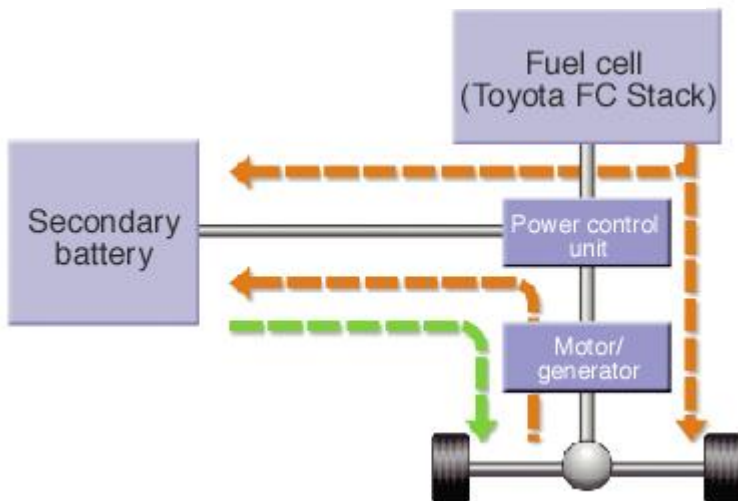 Fuel cell
(Toyota FC Stack)
Secondary
battery
Power control
unit
Motor/
generator